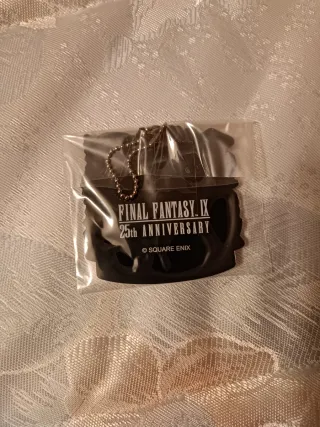 FINAL FANTASY IX
25th ANNIVERSARY
© SQUARE ENIX